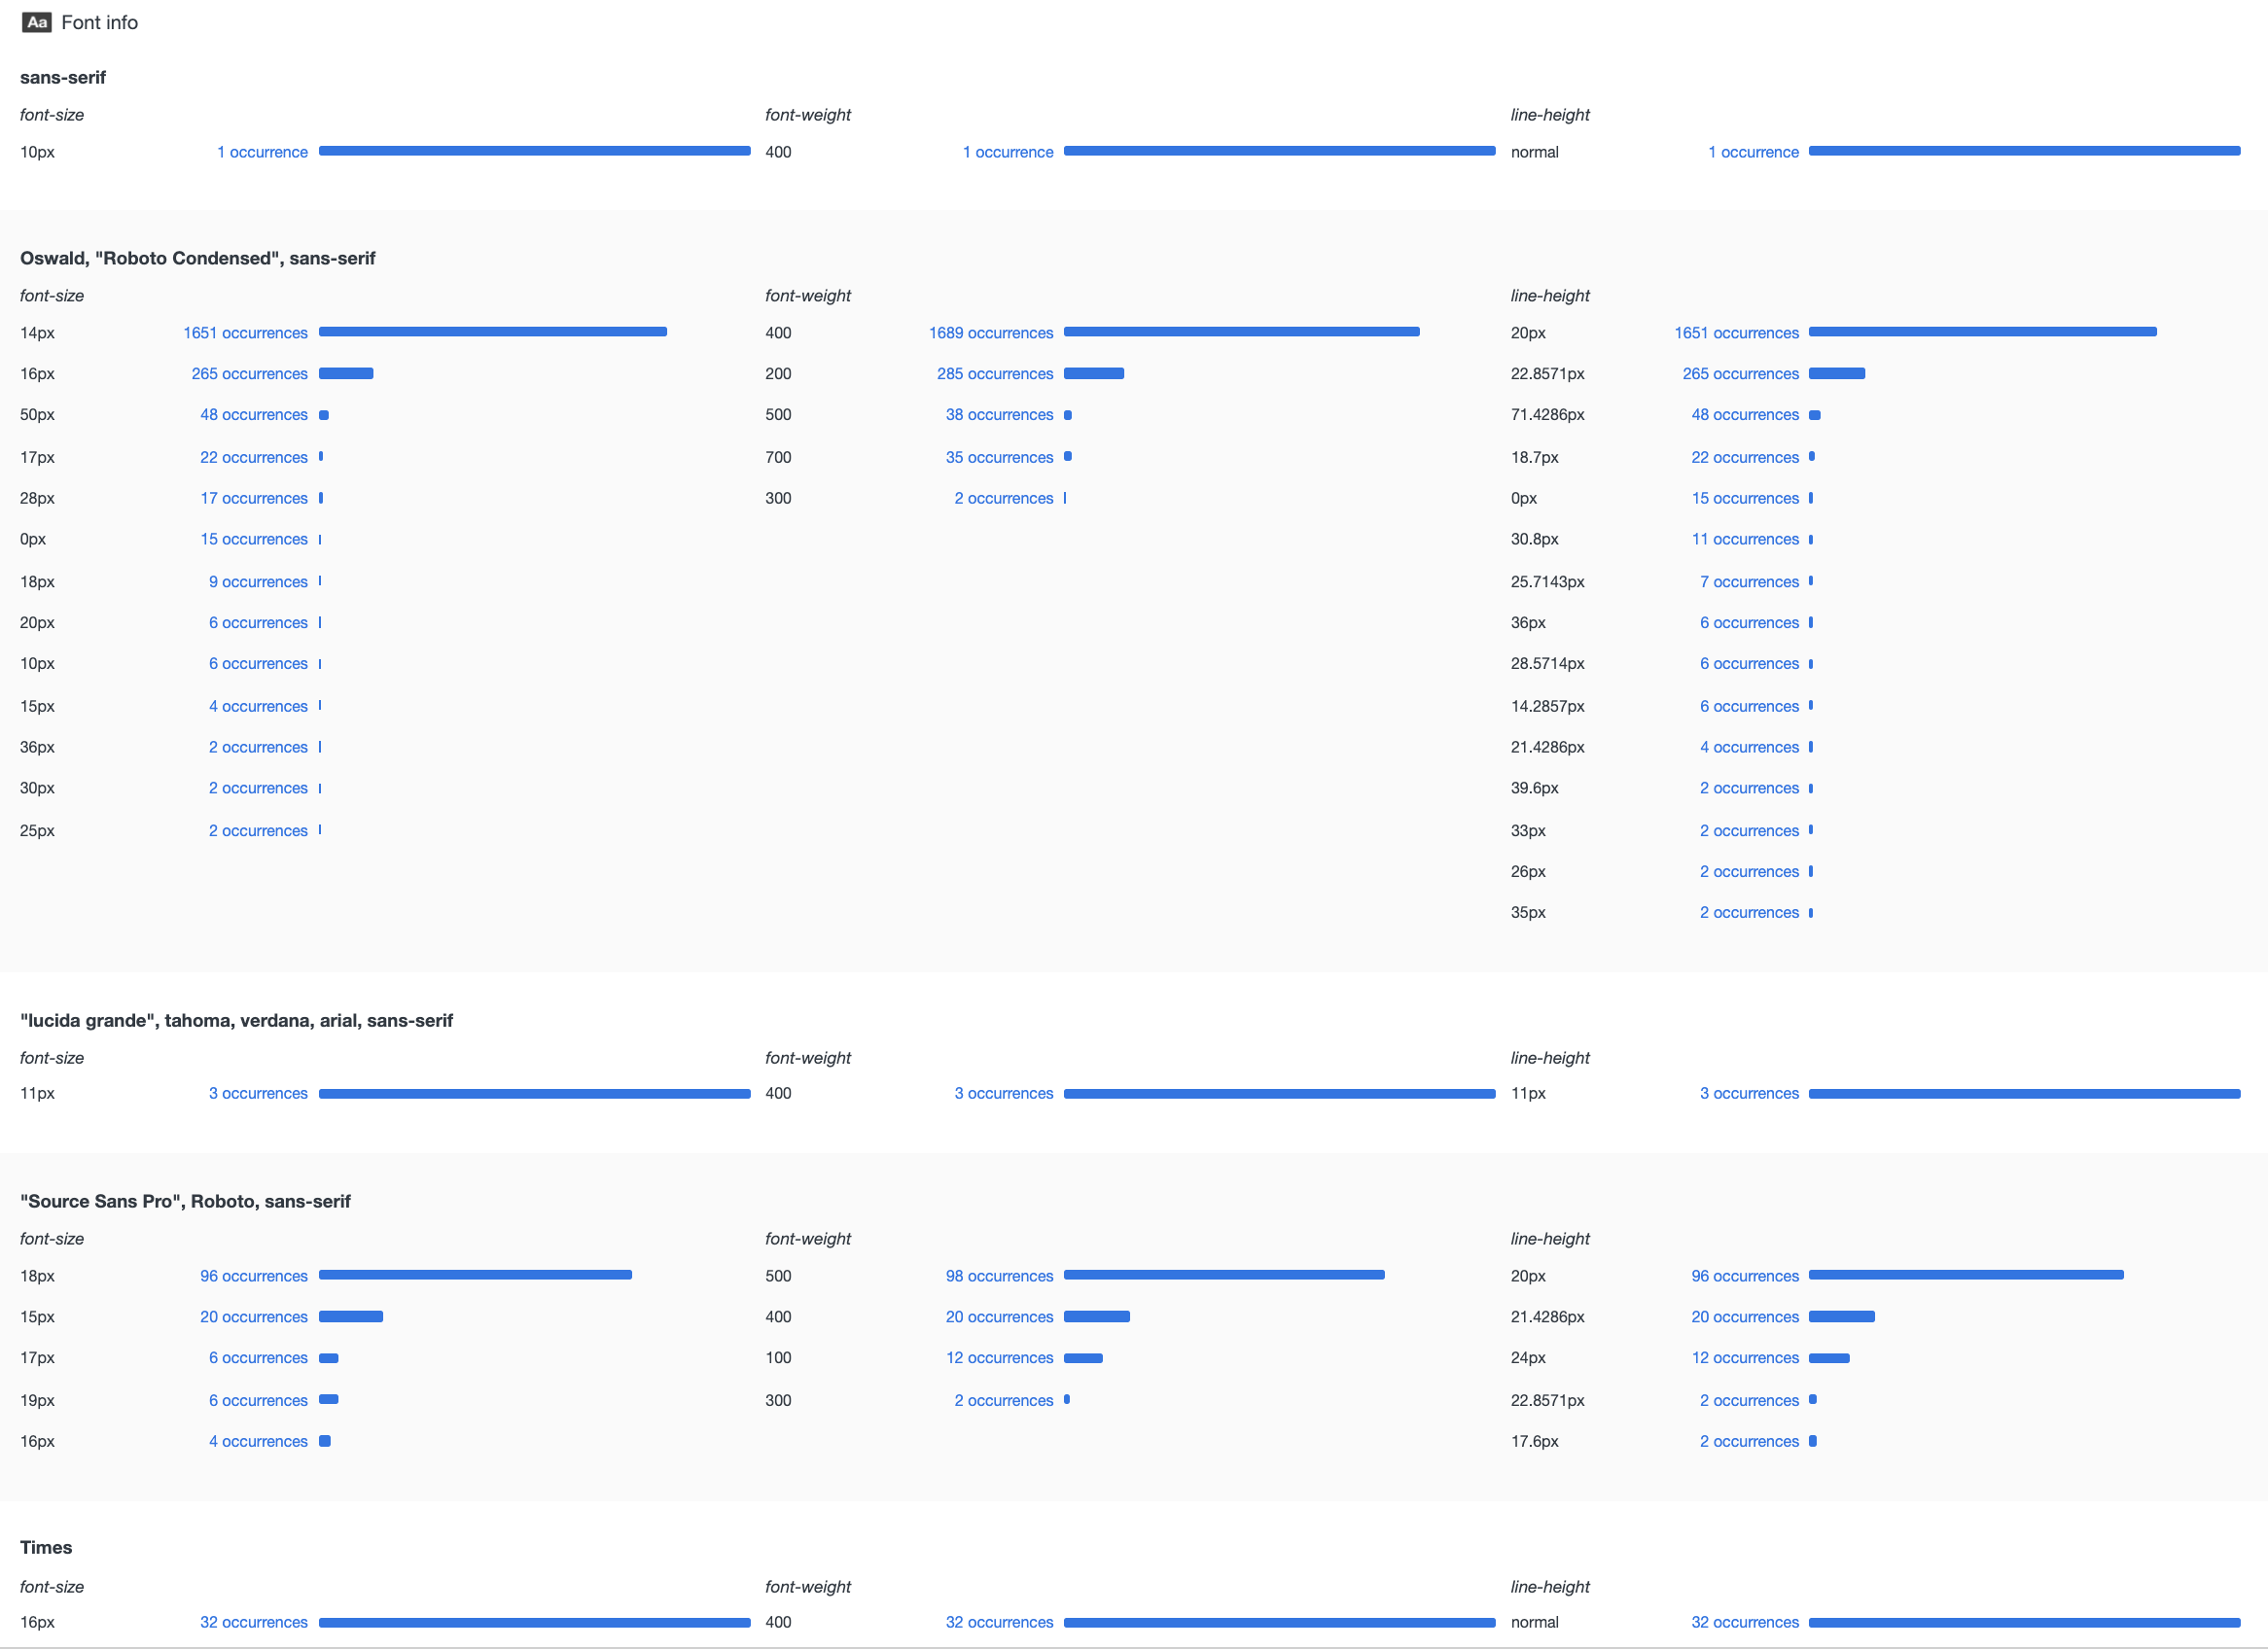 Aa Font info
sans-serif
font-size font-weight line-height
10px 1 occurrence 400 1 occurrence normal 1 occurrence
Oswald, "Roboto Condensed", sans-serif
font-size font-weight line-height
14px 1651 occurrences 400 1689 occurrences 20px 1651 occurrences
16px 265 occurrences 200 285 occurrences 22.8571px 265 occurrences
50px 48 occurrences 500 38 occurrences 71.4286px 48 occurrences
17px 22 occurrences 700 35 occurrences 18.7px 22 occurrences
28px 17 occurrences 300 2 occurrences 0px 15 occurrences
0px 15 occurrences 30.8px 11 occurrences
18px 9 occurrences 25.7143px 7 occurrences
20px 6 occurrences 36px 6 occurrences
10px 6 occurrences 28.5714px 6 occurrences
15px 4 occurrences 14.2857px 6 occurrences
36px 2 occurrences 21.4286px 4 occurrences
30px 2 occurrences 39.6px 2 occurrences
25px 2 occurrences 33px 2 occurrences
26px 2 occurrences
35px 2 occurrences
"lucida grande", tahoma, verdana, arial, sans-serif
font-size font-weight line-height
11px 3 occurrences 400 3 occurrences 11px 3 occurrences
"Source Sans Pro", Roboto, sans-serif
font-size font-weight line-height
18px 96 occurrences 500 98 occurrences 20px 96 occurrences
15px 20 occurrences 400 20 occurrences 21.4286px 20 occurrences
17px 6 occurrences 100 12 occurrences 24px 12 occurrences
19px 6 occurrences 300 2 occurrences 22.8571px 2 occurrences
16px 4 occurrences 17.6px 2 occurrences
Times
font-size font-weight line-height
16px 32 occurrences 400 32 occurrences normal 32 occurrences